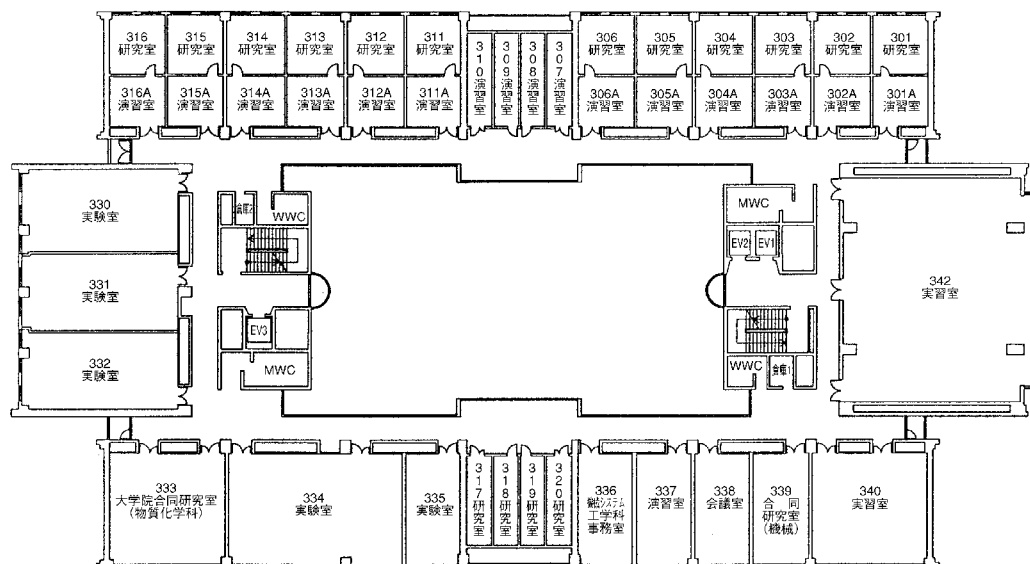 316
研究室
315
研究室
314
研究室
313
研究室
312
研究室
311
研究室
310演習室
309演習室
308演習室
307演習室
306
研究室
305
研究室
304
研究室
303
研究室
302
研究室
301
研究室
316A
演習室
315A
演習室
314A
演習室
313A
演習室
312A
演習室
311A
演習室
306A
演習室
305A
演習室
304A
演習室
303A
演習室
302A
演習室
301A
演習室
330
実験室
倉庫2
WWC
MWC
EV2
EV1
331
実験室
342
実習室
EV3
332
実験室
MWC
WWC
倉庫1
333
大学院合同研究室
(物質化学科)
334
実験室
335
実験室
317研究室
318研究室
319研究室
320研究室
336
工学科
事務室
337
演習室
338
会議室
339
合同
研究室
(機械)
340
実習室